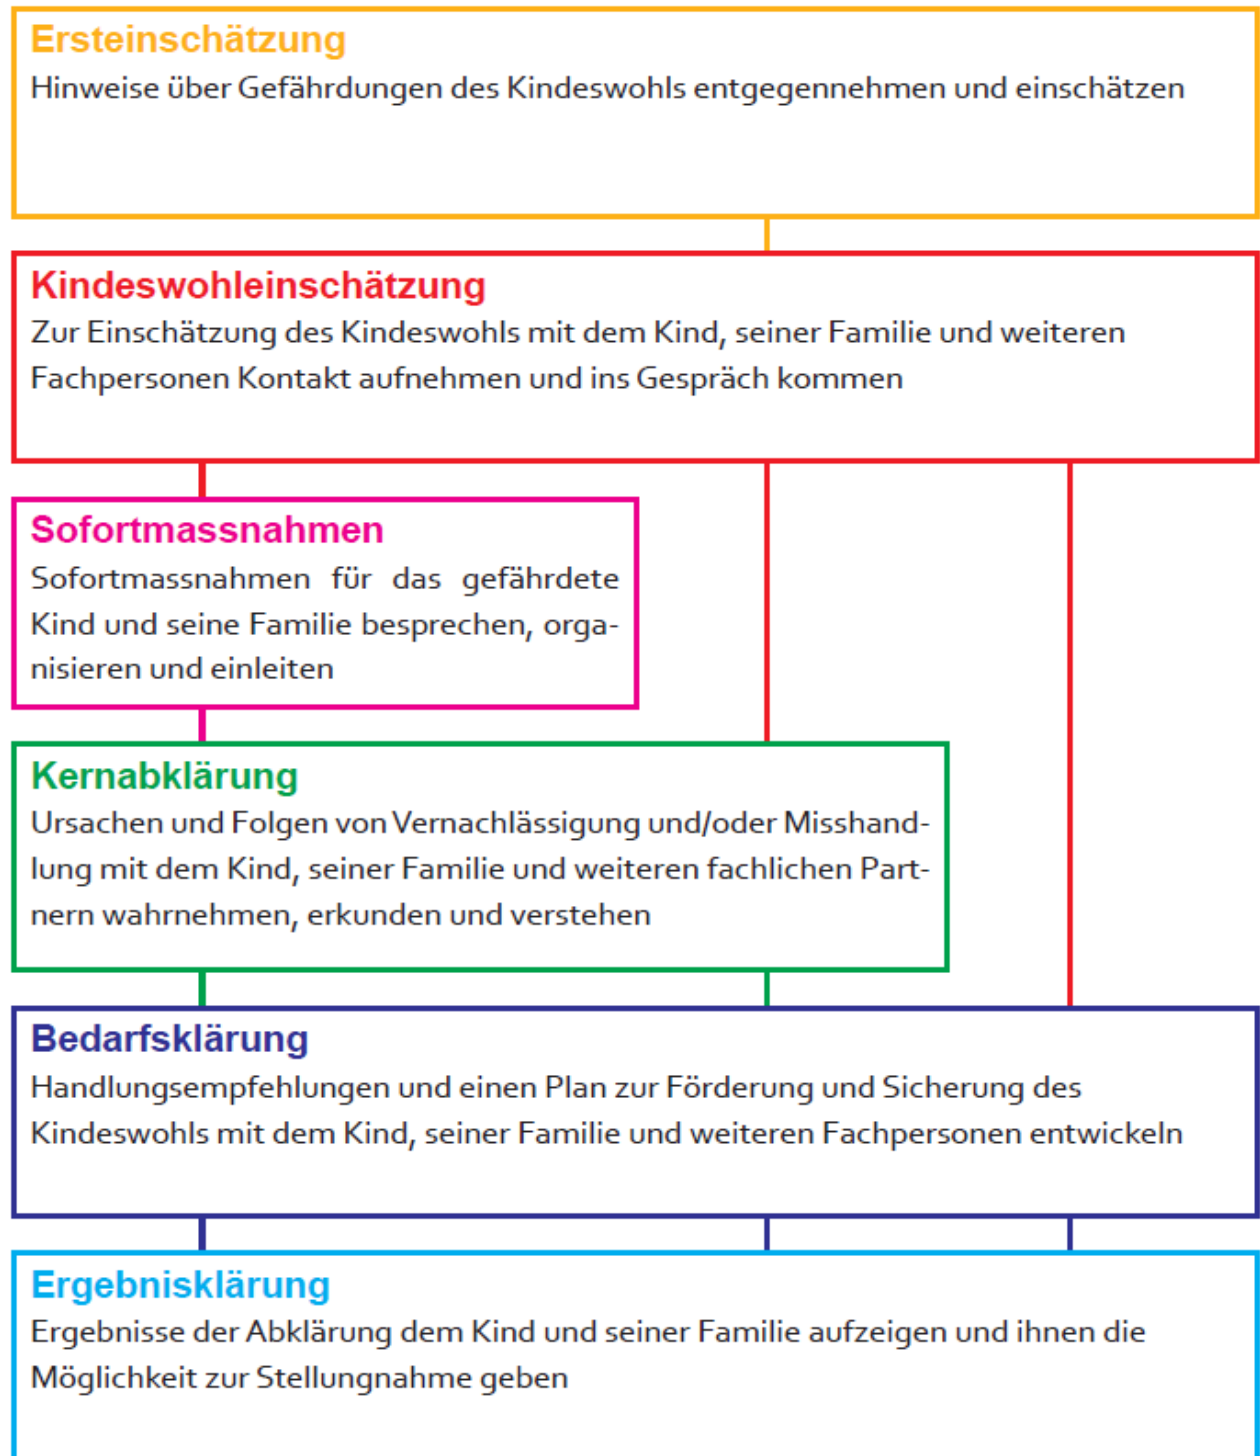 Ersteinschätzung
Hinweise über Gefährdungen des Kindeswohls entgegennehmen und einschätzen
Kindeswohleinschätzung
Zur Einschätzung des Kindeswohls mit dem Kind, seiner Familie und weiteren
Fachpersonen Kontakt aufnehmen und ins Gespräch kommen
Sofortmassnahmen
Sofortmassnahmen für das gefährdete
Kind und seine Familie besprechen, orga-
nisieren und einleiten
Kernabklärung
Ursachen und Folgen von Vernachlässigung und/oder Misshand-
lung mit dem Kind, seiner Familie und weiteren fachlichen Part-
nern wahrnehmen, erkunden und verstehen
Bedarfsklärung
Handlungsempfehlungen und einen Plan zur Förderung und Sicherung des
Kindeswohls mit dem Kind, seiner Familie und weiteren Fachpersonen entwickeln
Ergebnisklärung
Ergebnisse der Abklärung dem Kind und seiner Familie aufzeigen und ihnen die
Möglichkeit zur Stellungnahme geben